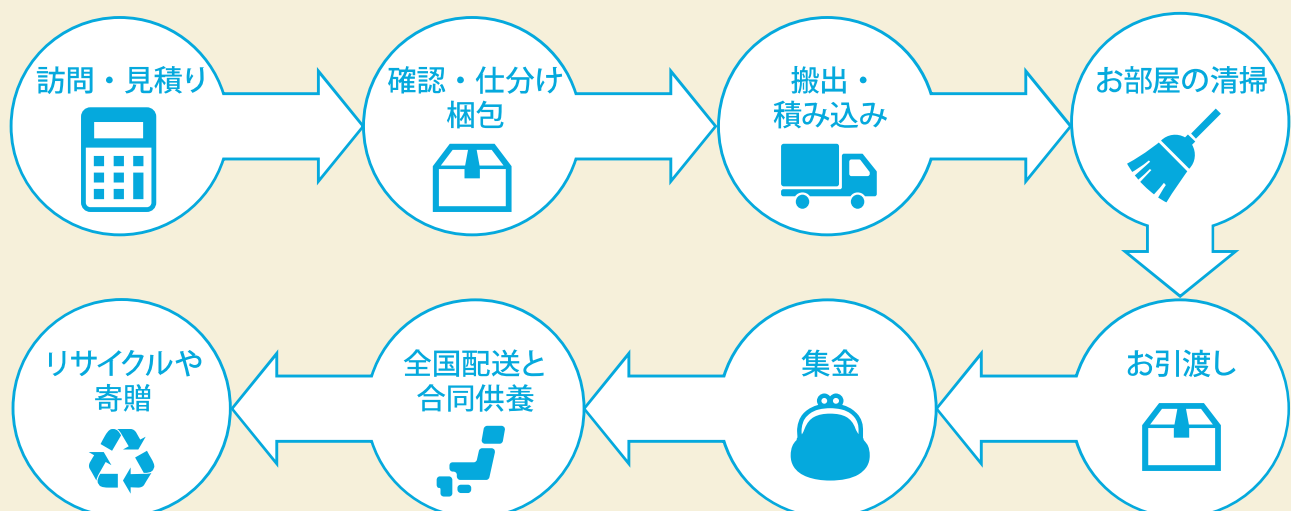 訪問・見積り
確認・仕分け
梱包
搬出・
積み込み
お部屋の清掃
お引渡し
集金
全国配送と
合同供養
リサイクルや
寄贈